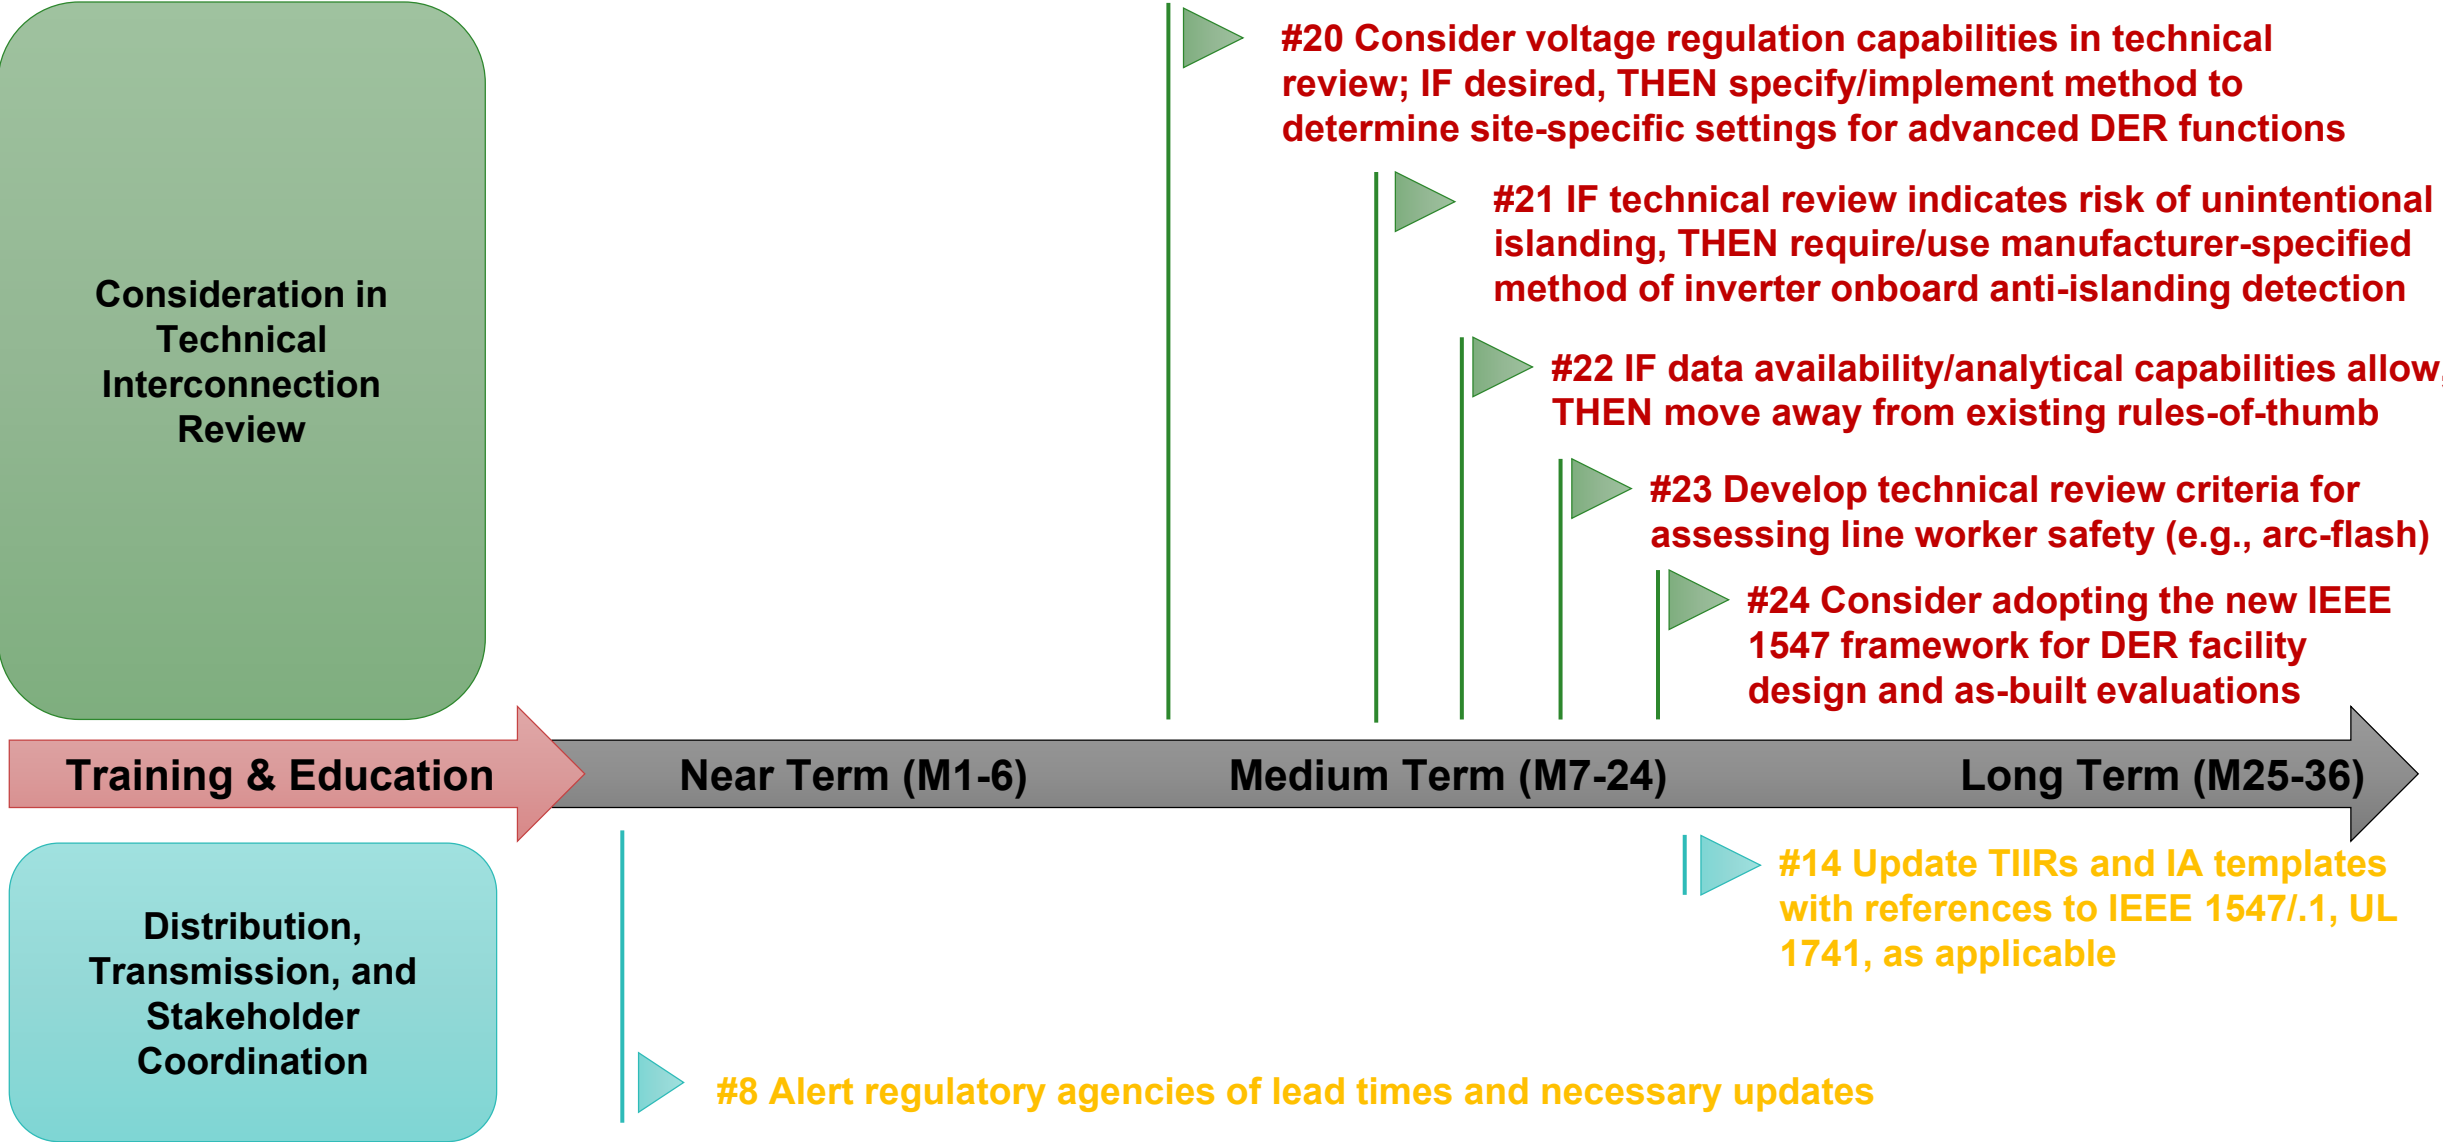 #20 Consider voltage regulation capabilities in technical
review; IF desired, THEN specify/implement method to
determine site-specific settings for advanced DER functions
#21 IF technical review indicates risk of unintentional
islanding, THEN require/use manufacturer-specified
method of inverter onboard anti-islanding detection
Consideration in
Technical
Interconnection
Review
#22 IF data availability/analytical capabilities allow,
THEN move away from existing rules-of-thumb
#23 Develop technical review criteria for
assessing line worker safety (e.g., arc-flash)
#24 Consider adopting the new IEEE
1547 framework for DER facility
design and as-built evaluations
Training & Education
Near Term (M1-6)
Medium Term (M7-24)
Long Term (M25-36)
#14 Update TIIRs and IA templates
with references to IEEE 1547/.1, UL
1741, as applicable
Distribution,
Transmission, and
Stakeholder
Coordination
#8 Alert regulatory agencies of lead times and necessary updates